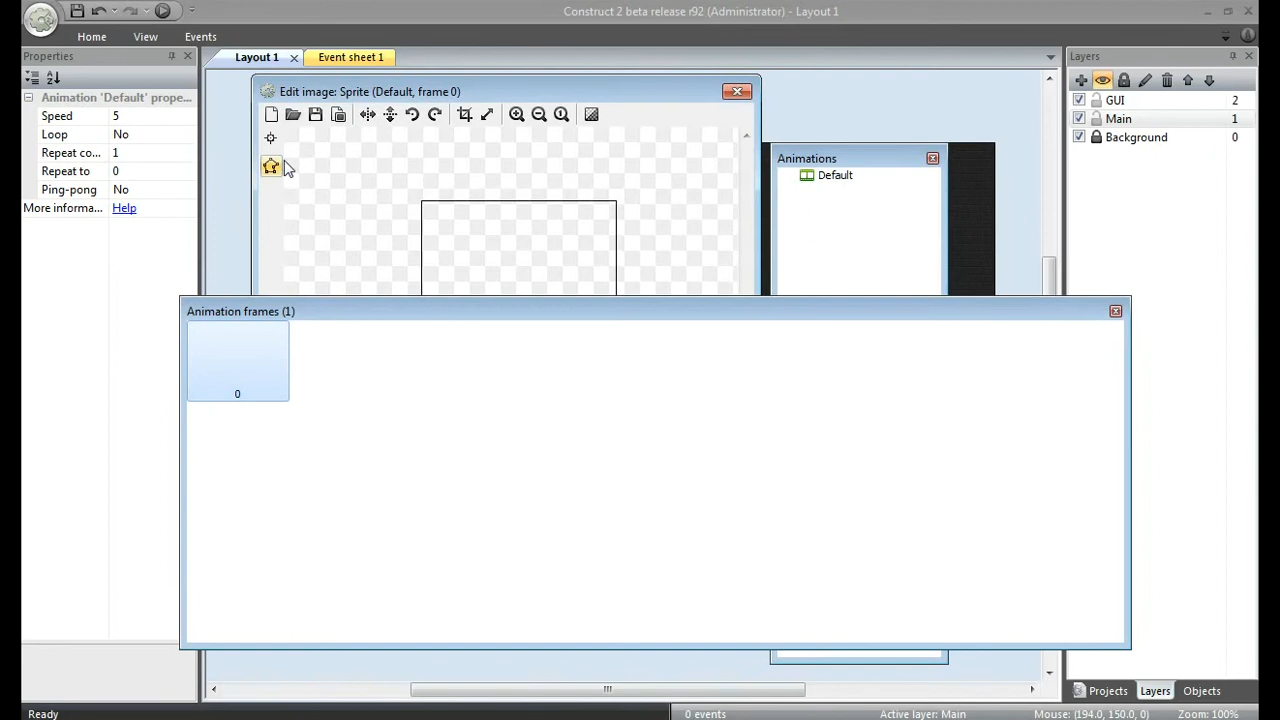 Construct 2 beta release r92 (Administrator) - Layout 1
Home View Events
Properties
Animation 'Default' prope...
Speed 5
Loop No
Repeat co... 1
Repeat to 0
Ping-pong No
More informa... Help
Layout 1
Event sheet 1
Edit image: Sprite (Default, frame 0)
Animations
Default
Animation frames (1)
0
Layers
GUI 2
Main 1
Background 0
Projects Layers Objects
Ready
0 events
Active layer: Main
Mouse: (194.0, 150.0, 0)
Zoom: 100%